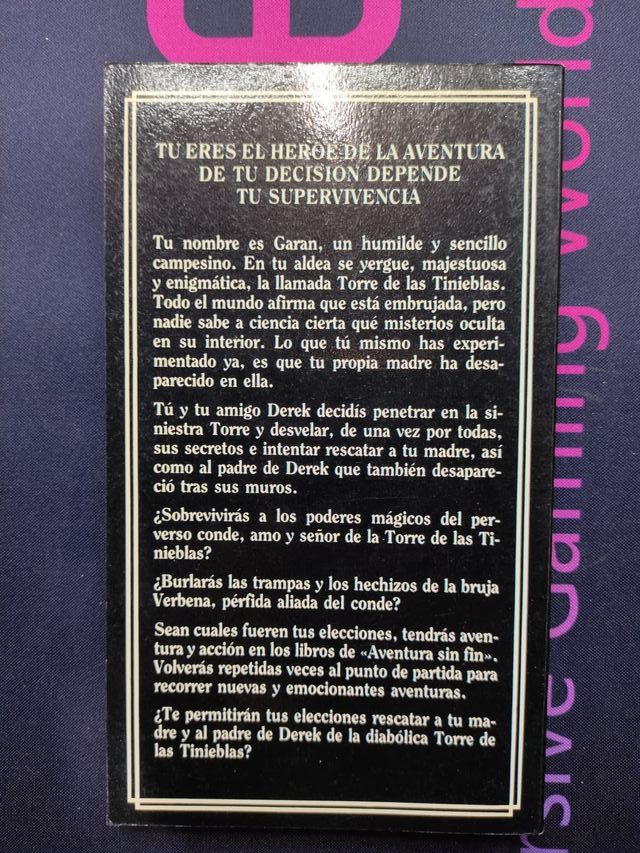 TU ERES EL HEROE DE LA AVENTURA
DE TU DECISION DEPENDE
TU SUPERVIVENCIA
Tu nombre es Garan, un humilde y sencillo
campesino. En tu aldea se yergue, majestuosa
y enigmática, la llamada Torre de las Tinieblas.
Todo el mundo afirma que está embrujada, pero
nadie sabe a ciencia cierta qué misterios oculta
en su interior. Lo que tú mismo has experi-
mentado ya, es que tu propia madre ha desa-
parecido en ella.
Tú y tu amigo Derek decidís penetrar en la si-
niestra Torre y desvelar, de una vez por todas,
sus secretos e intentar rescatar a tu madre, así
como al padre de Derek que también desapare-
ció tras sus muros.
¿Sobrevivirás a los poderes mágicos del per-
verso conde, amo y señor de la Torre de las Ti-
nieblas?
¿Burlarás las trampas y los hechizos de la bruja
Verbena, pérfida aliada del conde?
Sean cuales fueren tus elecciones, tendrás aven-
tura y acción en los libros de «Aventura sin fin».
Volverás repetidas veces al punto de partida para
recorrer nuevas y emocionantes aventuras.
¿Te permitirán tus elecciones rescatar a tu ma-
dre y al padre de Derek de la diabólica Torre de
las Tinieblas?
e
rsive Gaming World